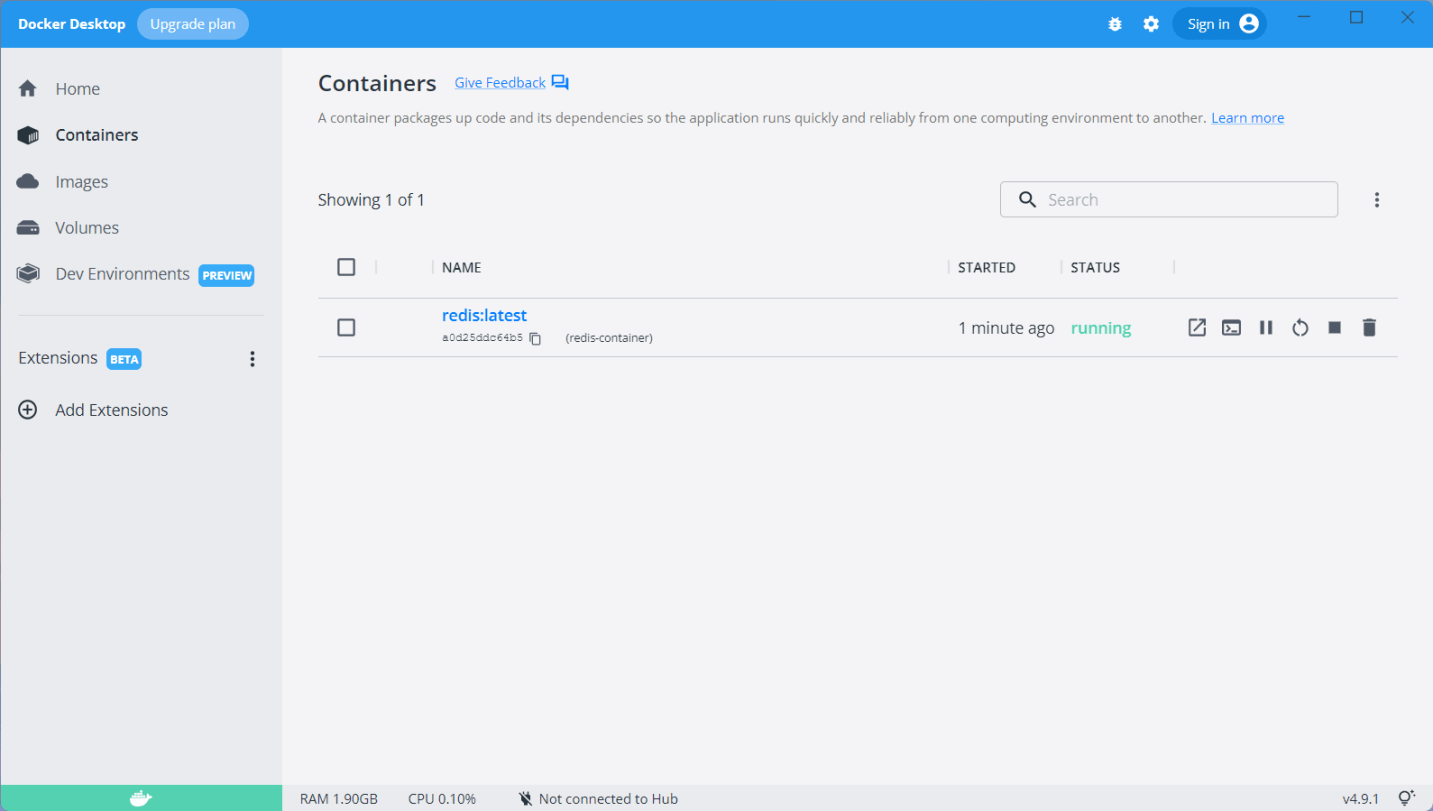 Docker Desktop Upgrade plan Sign in
Home
Containers
Images
Volumes
Dev Environments PREVIEW
Extensions BETA
Add Extensions
Containers Give Feedback
A container packages up code and its dependencies so the application runs quickly and reliably from one computing environment to another. Learn more
Showing 1 of 1 Search
NAME STARTED STATUS
redis:latest
a0d25ddc64b5 (redis-container)
1 minute ago running
RAM 1.90GB CPU 0.10% Not connected to Hub v4.9.1